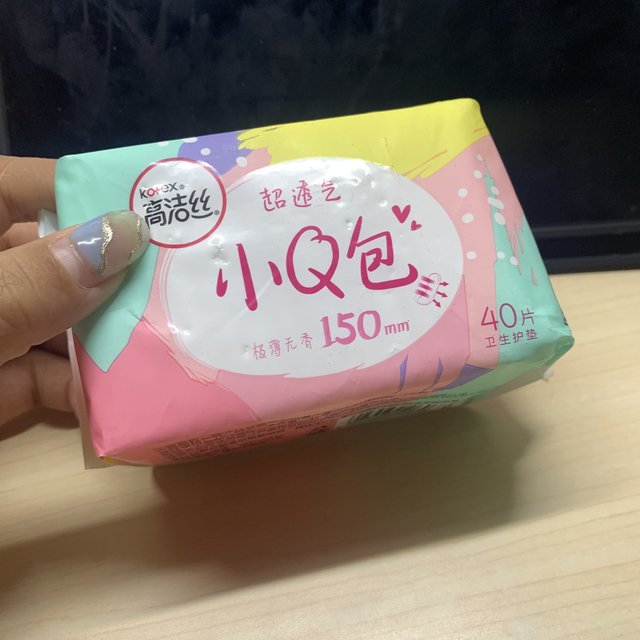 kotex®
高洁丝®
超透气
小Q包
极薄无香 150mm
40片
卫生护垫